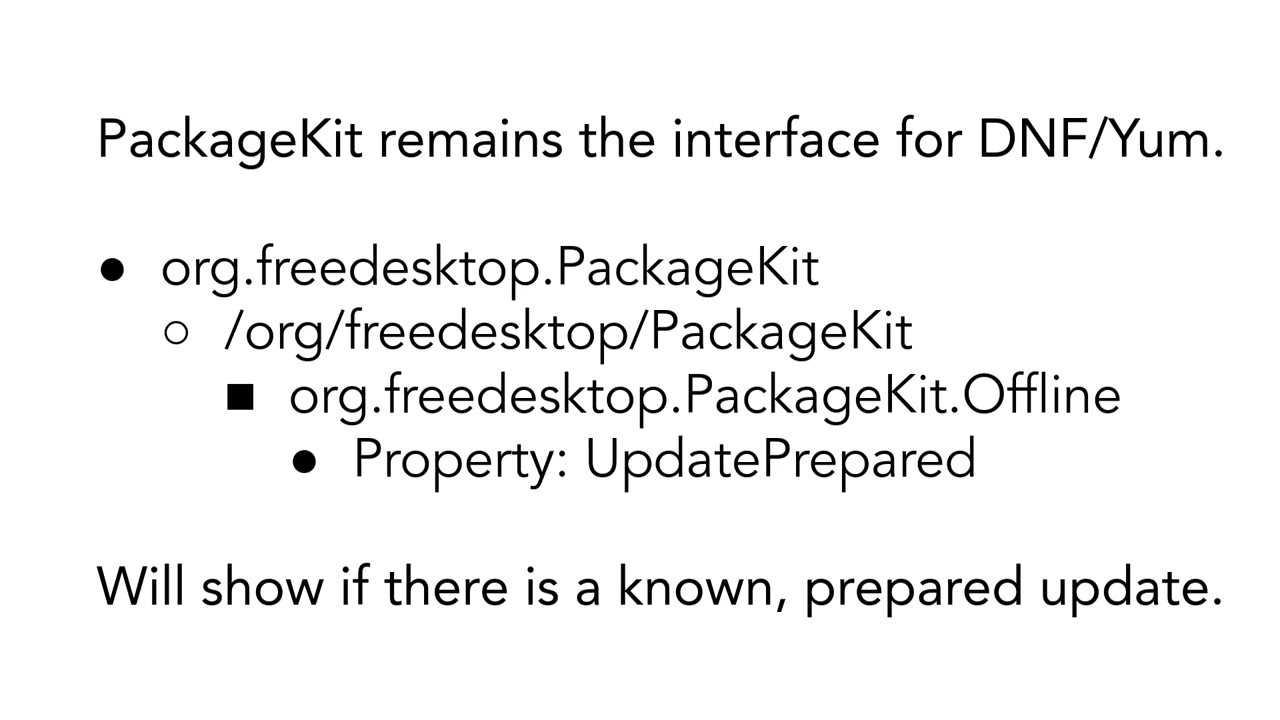 PackageKit remains the interface for DNF/Yum.
● org.freedesktop.PackageKit
○ /org/freedesktop/PackageKit
■ org.freedesktop.PackageKit.Offline
● Property: UpdatePrepared
Will show if there is a known, prepared update.